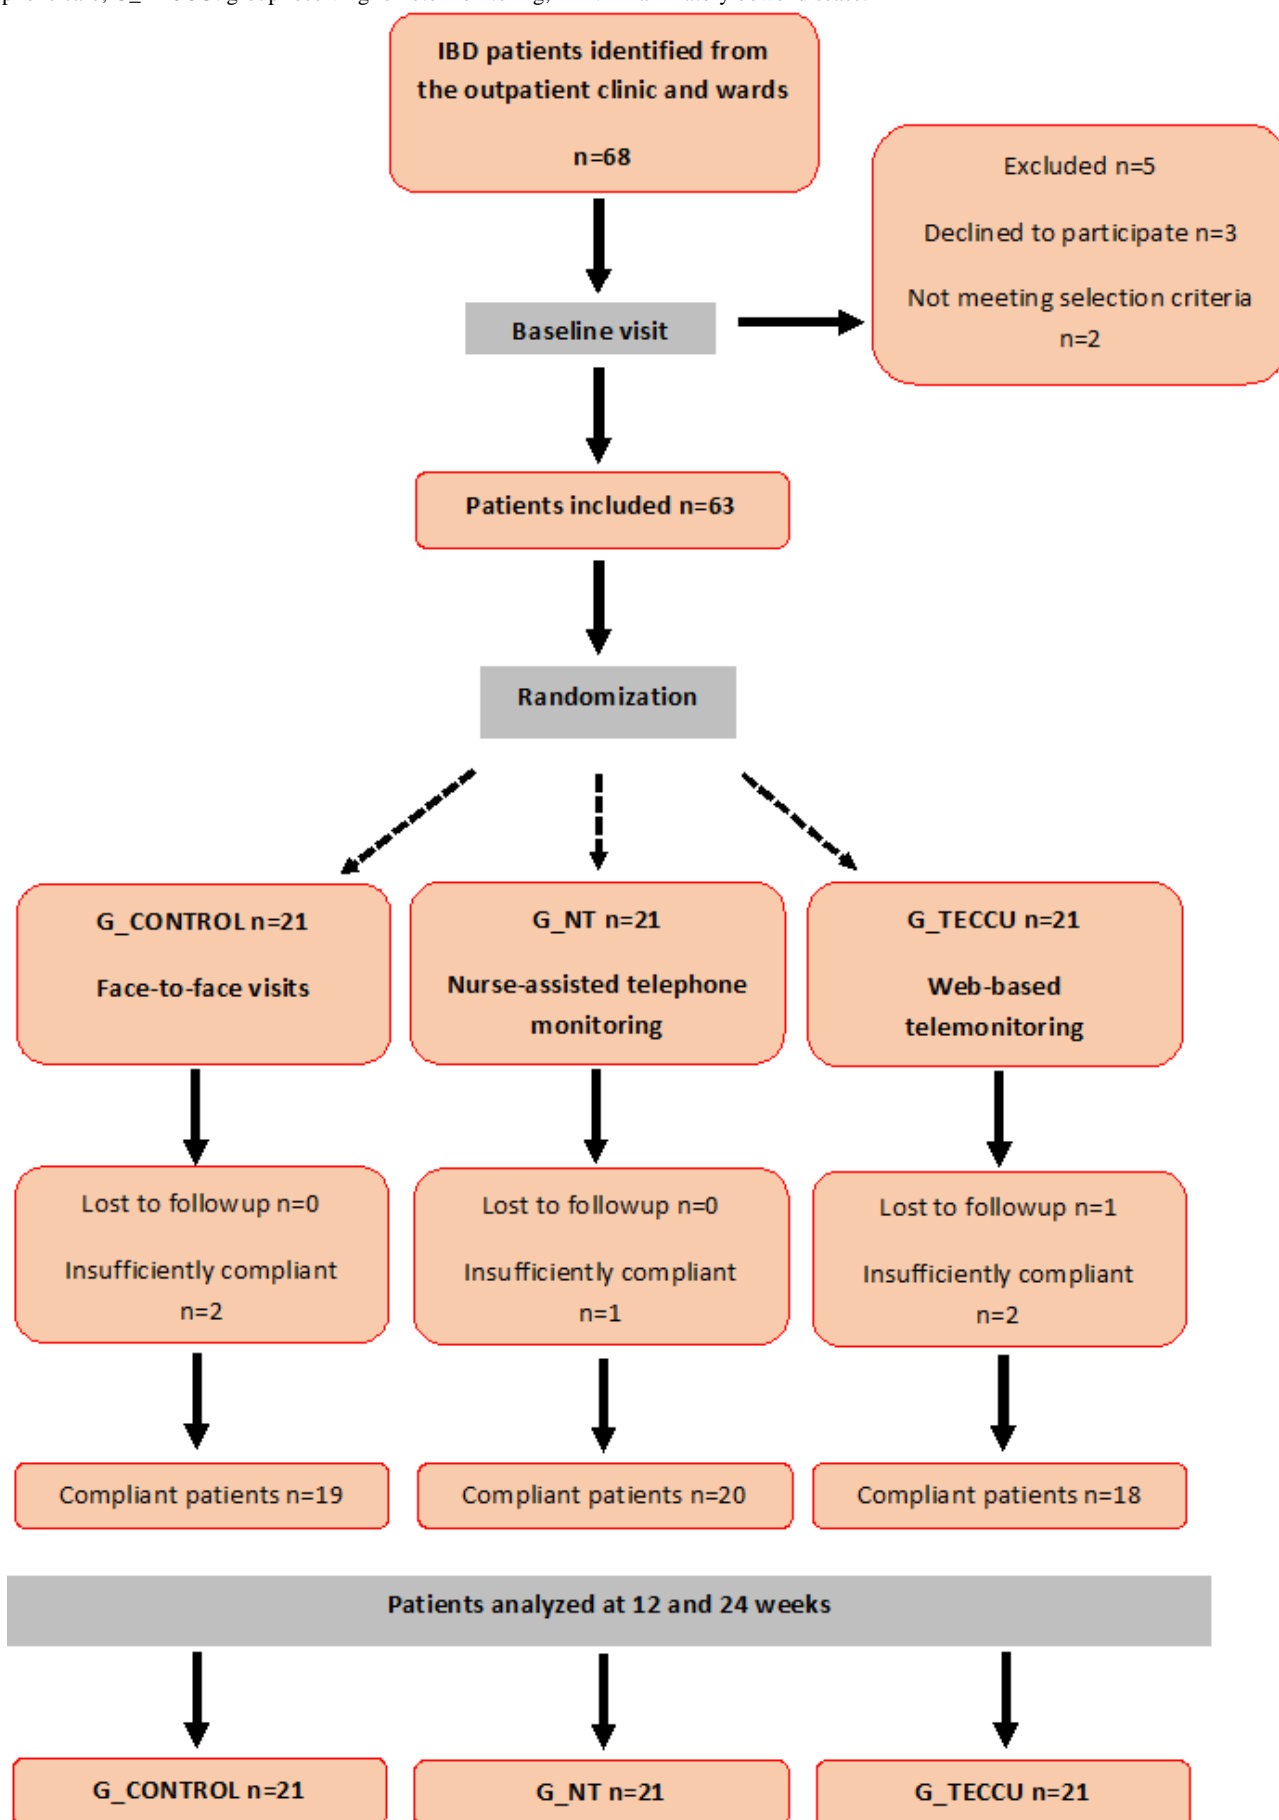 IBD patients identified from
the outpatient clinic and wards
n=68
Excluded n=5
Declined to participate n=3
Not meeting selection criteria
n=2
Baseline visit
Patients included n=63
Randomization
G_CONTROL n=21
Face-to-face visits
G_NT n=21
Nurse-assisted telephone
monitoring
G_TECCU n=21
Web-based
telemonitoring
Lost to followup n=0
Insufficiently compliant
n=2
Lost to followup n=0
Insufficiently compliant
n=1
Lost to followup n=1
Insufficiently compliant
n=2
Compliant patients n=19
Compliant patients n=20
Compliant patients n=18
Patients analyzed at 12 and 24 weeks
G_CONTROL n=21
G_NT n=21
G_TECCU n=21